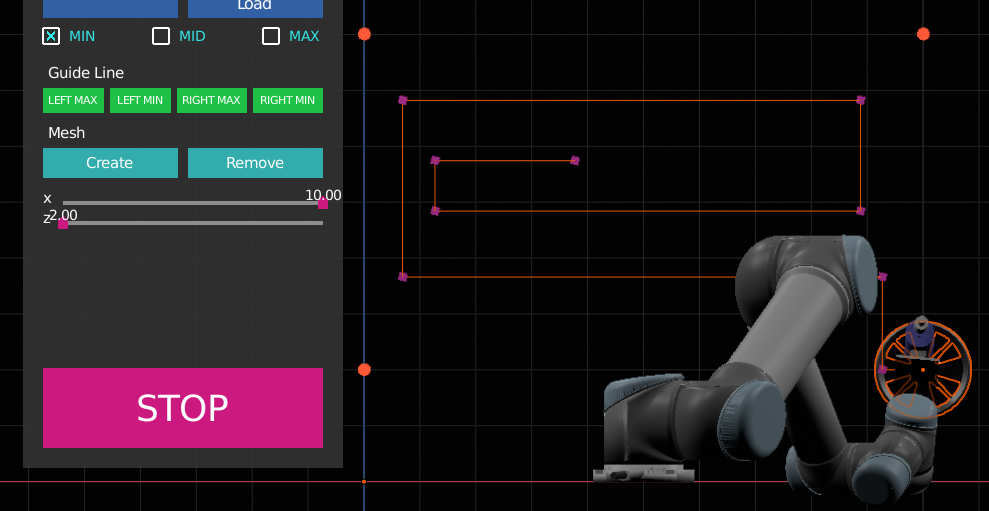 Load
MIN MID MAX
Guide Line
LEFT MAX LEFT MIN RIGHT MAX RIGHT MIN
Mesh
Create Remove
x 10.00
z -2.00
STOP